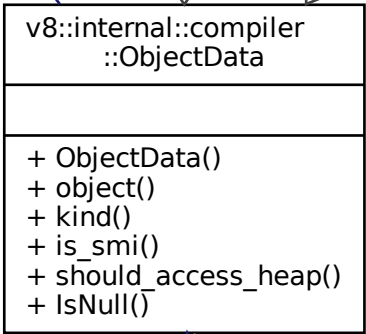 v8::internal::compiler
::ObjectData
+ ObjectData()
+ object()
+ kind()
+ is_smi()
+ should_access_heap()
+ IsNull()